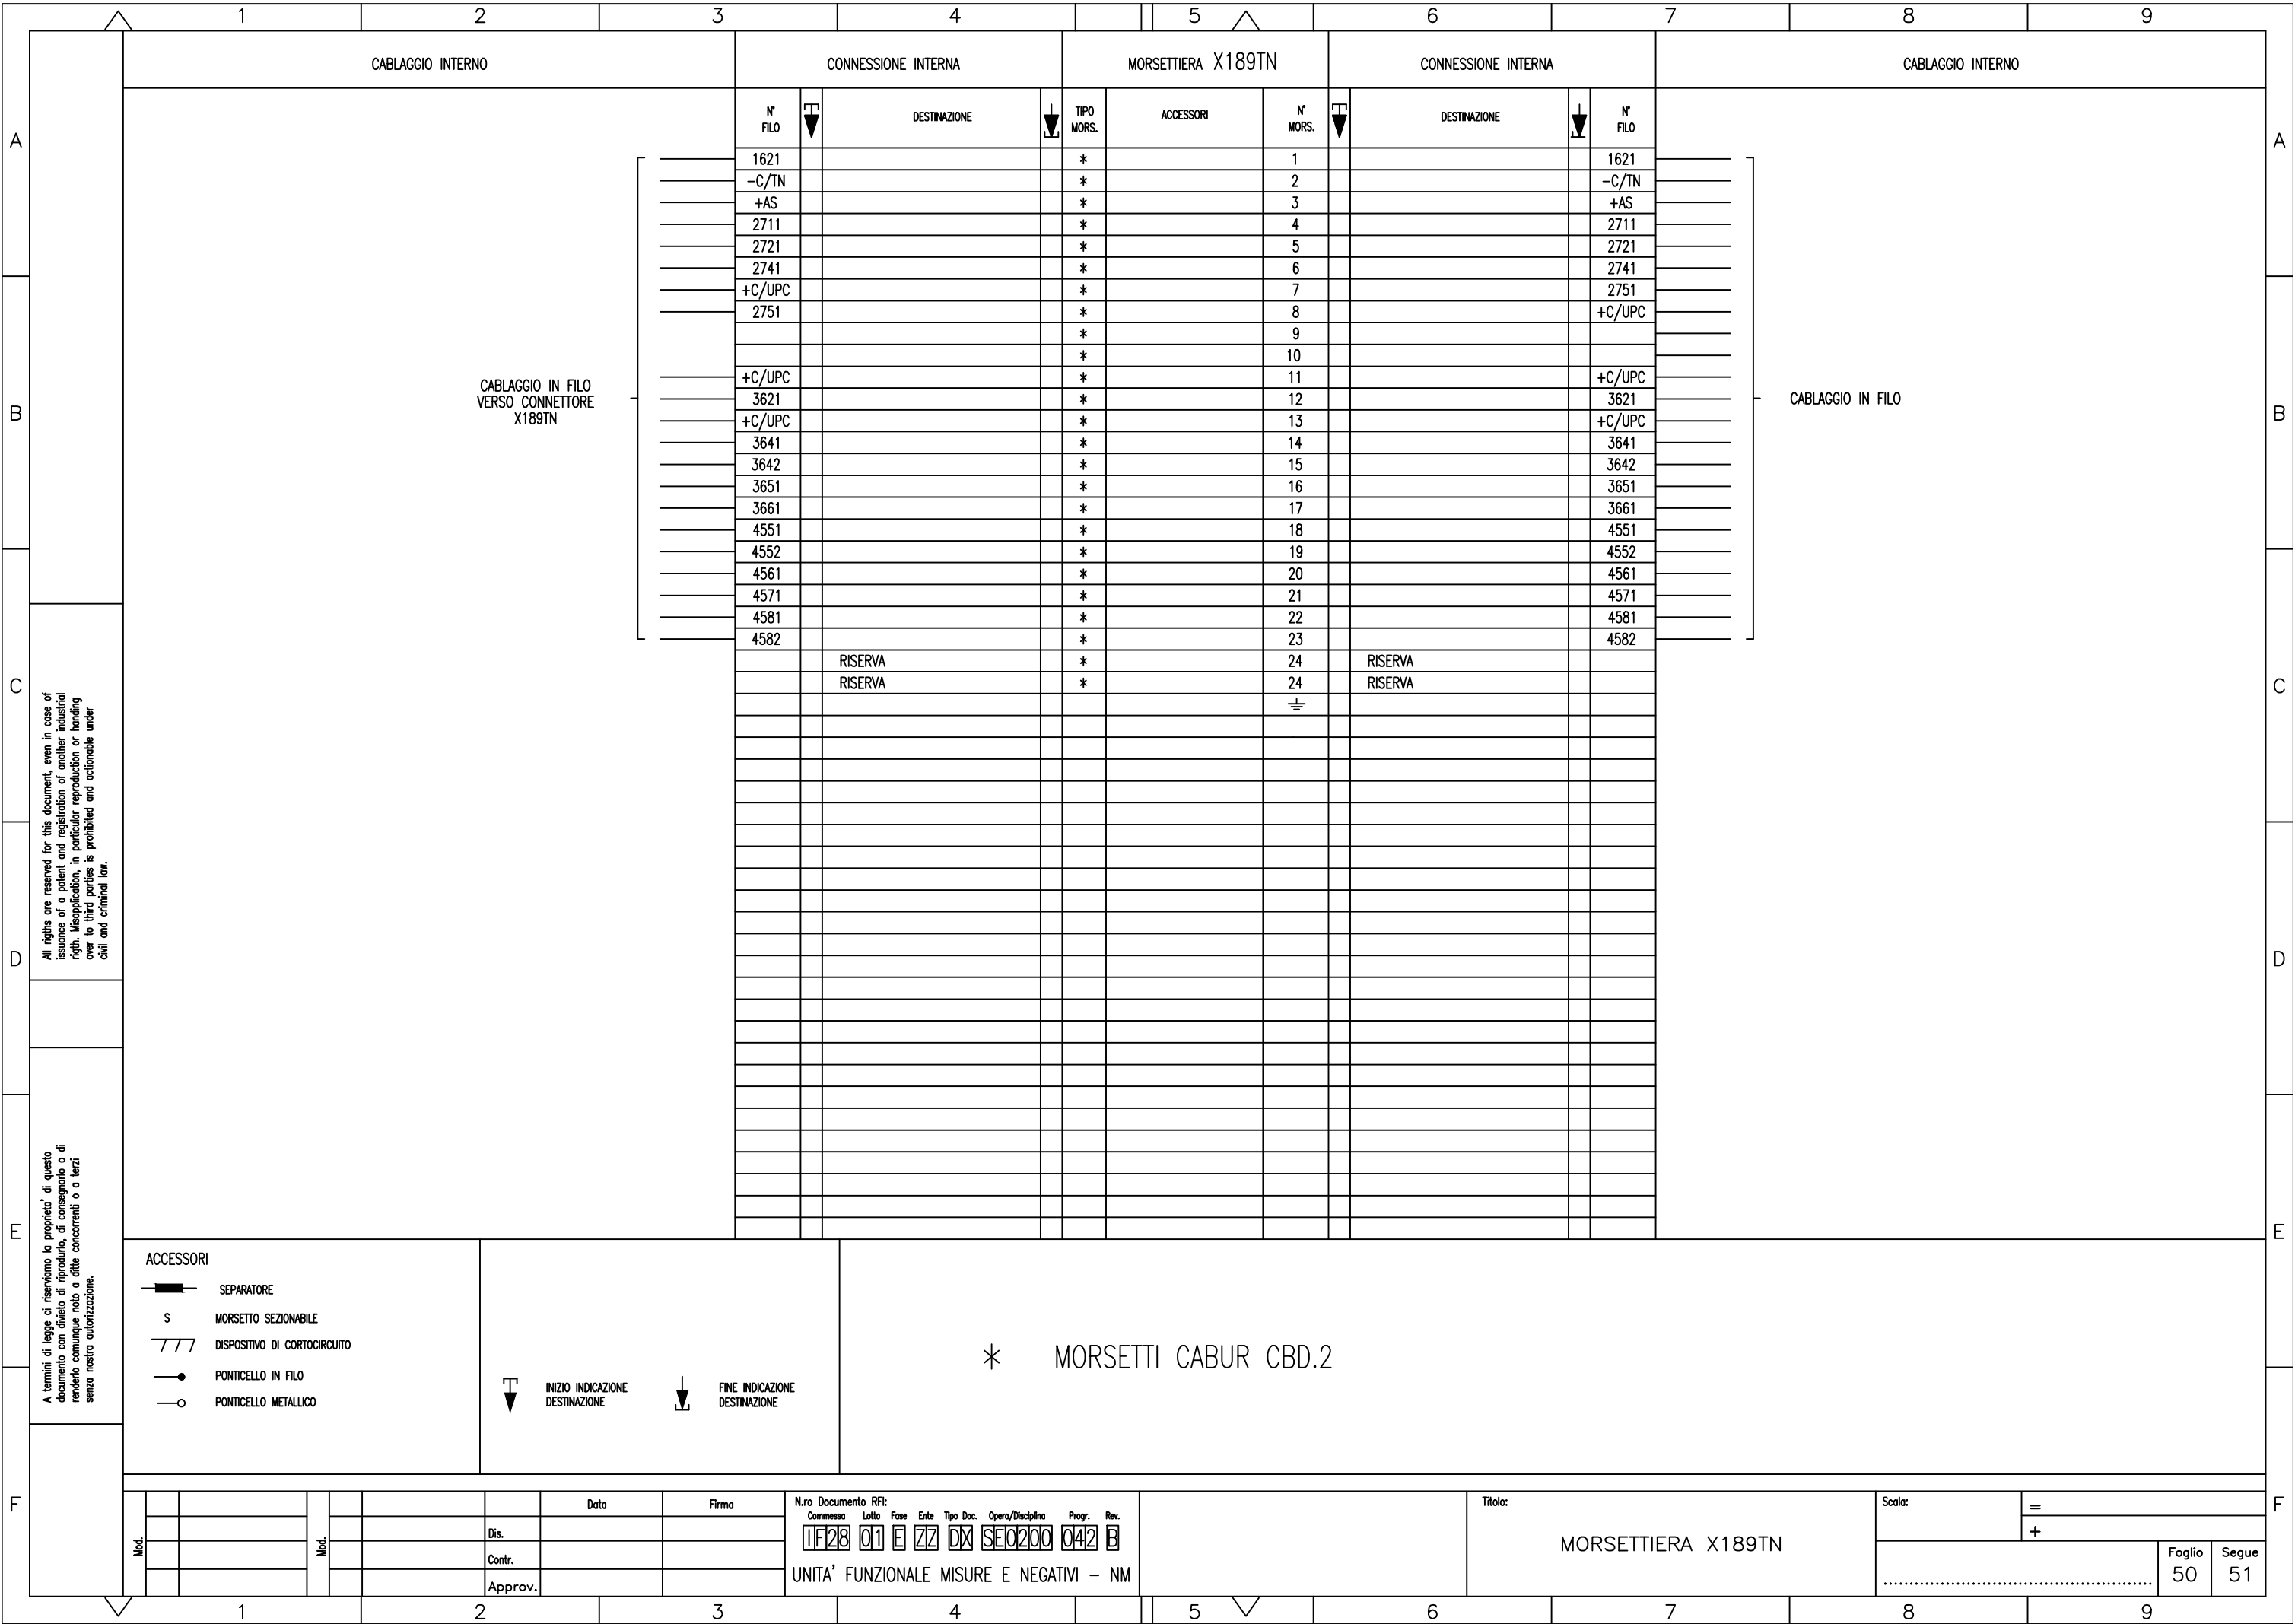 1 2 3 4 5 6 7 8 9
CABLAGGIO INTERNO CONNESSIONE INTERNA MORSETTIERA X189TN CONNESSIONE INTERNA CABLAGGIO INTERNO
N° FILO DESTINAZIONE TIPO MORS. ACCESSORI N° MORS. DESTINAZIONE N° FILO
1621 * 1 1621
-C/TN * 2 -C/TN
+AS * 3 +AS
2711 * 4 2711
2721 * 5 2721
2741 * 6 2741
+C/UPC * 7 2751
2751 * 8 +C/UPC
* 9
* 10
+C/UPC * 11 +C/UPC
3621 * 12 3621
+C/UPC * 13 +C/UPC
3641 * 14 3641
3642 * 15 3642
3651 * 16 3651
3661 * 17 3661
4551 * 18 4551
4552 * 19 4552
4561 * 20 4561
4571 * 21 4571
4581 * 22 4581
4582 * 23 4582
RISERVA * 24 RISERVA
RISERVA * 24 RISERVA
CABLAGGIO IN FILO
VERSO CONNETTORE
X189TN
CABLAGGIO IN FILO
A A
B B
C C
D D
E E
F F
All rigths are reserved for this document, even in case of
issuance of a patent and registration of another industrial
rigth. Misapplication, in particular reproduction or handing
over to third parties is prohibited and actionable under
civil and criminal law.
A termini di legge ci riserviamo la proprieta' di questo
documento con divieto di riprodurlo, di consegnarlo o di
renderlo comunque noto a ditte concorrenti o a terzi
senza nostra autorizzazione.
ACCESSORI
SEPARATORE
S MORSETTO SEZIONABILE
DISPOSITIVO DI CORTOCIRCUITO
PONTICELLO IN FILO
PONTICELLO METALLICO
INIZIO INDICAZIONE
DESTINAZIONE
FINE INDICAZIONE
DESTINAZIONE
* MORSETTI CABUR CBD.2
Mod. Mod. Data Firma
Dis.
Contr.
Approv.
N.ro Documento RFI:
Commessa Lotto Fase Ente Tipo Doc. Opera/Disciplina Progr. Rev.
IF28 01 E ZZ DX SE0200 042 B
UNITA' FUNZIONALE MISURE E NEGATIVI - NM
Titolo:
MORSETTIERA X189TN
Scala: =
+
Foglio Segue
50 51
1 2 3 4 5 6 7 8 9